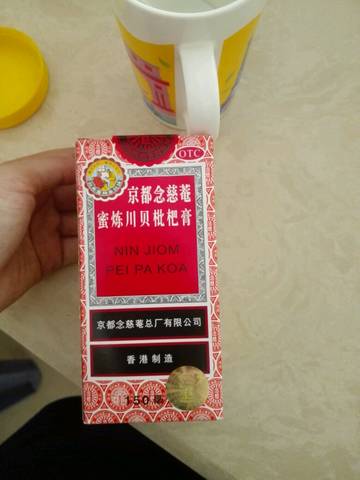 OTC
京都念慈菴
蜜炼川贝枇杷膏
NIN JIOM
PEI PA KOA
京都念慈菴总厂有限公司
香港制造